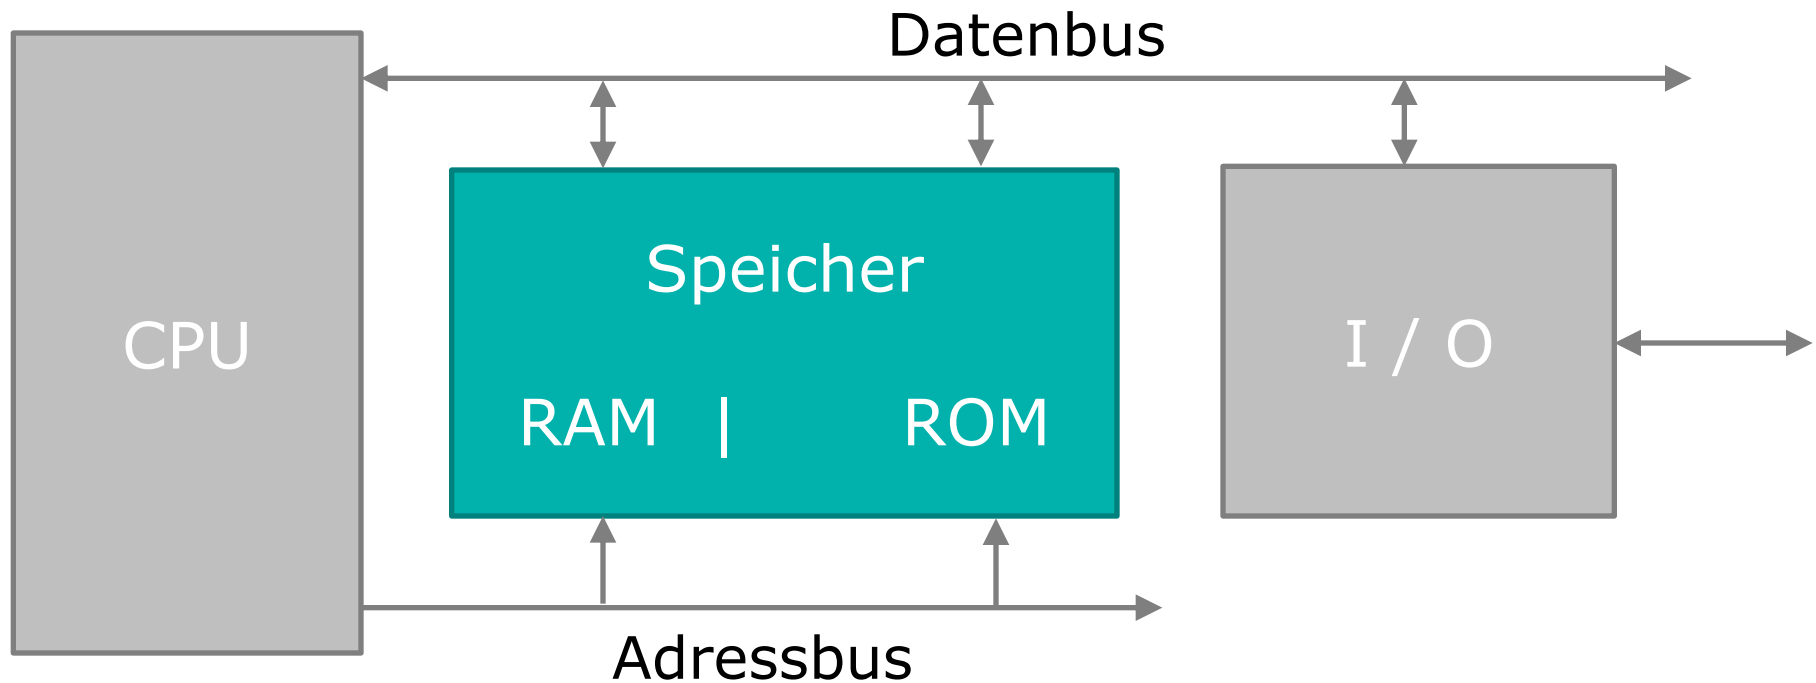 Datenbus
CPU
Speicher
RAM | ROM
I / O
Adressbus